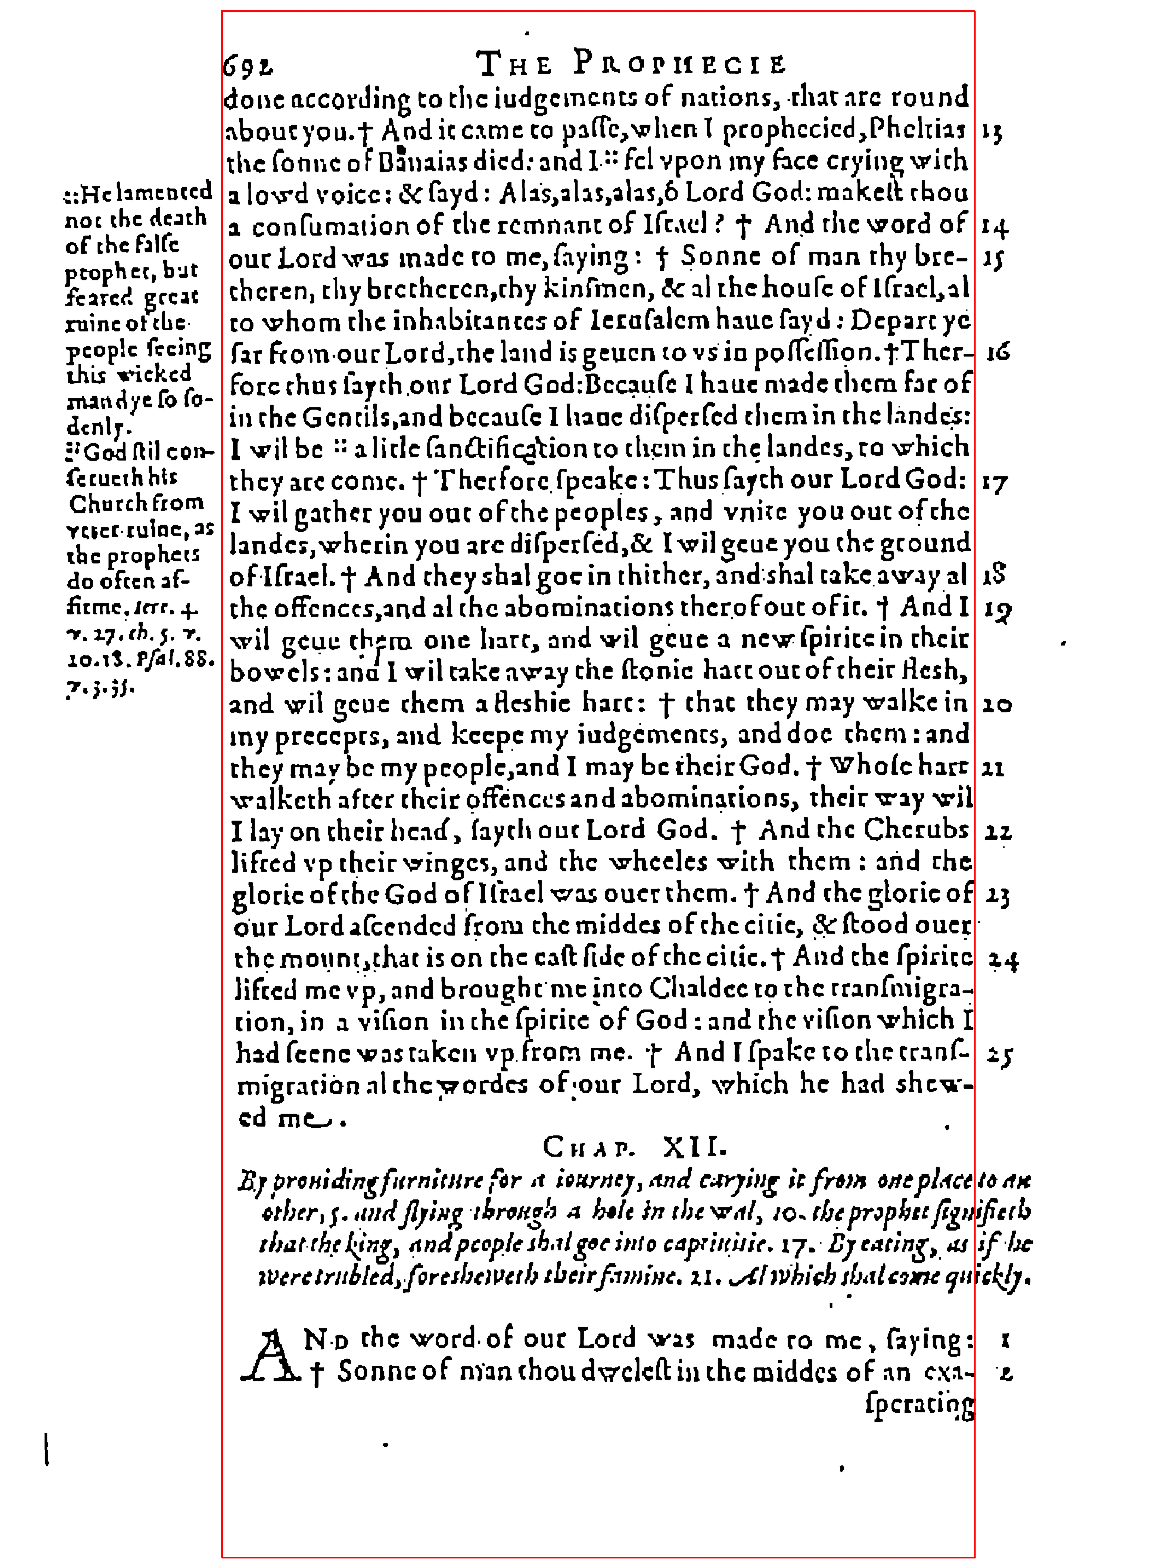 692 THE PROPHECIE
done according to the iudgements of nations, that are round
about you. † And it came to passe, when I prophecied, Pheltias 13
the sonne of Banaias died: and I :: fel vpon my face crying with
a lowd voice: & sayd: Alas, alas, alas, ô Lord God: makest thou
a consumation of the remnant of Israel? † And the word of 14
our Lord was made to me, saying: † Sonne of man thy bre- 15
theren, thy bretheren, thy kinsmen, & al the house of Israel, al
to whom the inhabitantes of Ierusalem haue sayd: Depart ye
far from our Lord, the land is geuen to vs in possession. † Ther- 16
fore thus sayth our Lord God: Because I haue made them far of
in the Gentils, and because I haue dispersed them in the landes:
I wil be :: a litle sanctification to them in the landes, to which
they are come. † Therfore speake: Thus sayth our Lord God: 17
I wil gather you out of the peoples, and vnite you out of the
landes, wherin you are dispersed, & I wil geue you the ground
of Israel. † And they shal goe in thither, and shal take away al 18
the offences, and al the abominations therof out of it. † And I 19
wil geue them one hart, and wil geue a new spirite in their
bowels: and I wil take away the stonie hart out of their flesh,
and wil geue them a fleshie hart: † that they may walke in 20
my precepts, and keepe my iudgements, and doe them: and
they may be my people, and I may be their God. † Whose hart 21
walketh after their offences and abominations, their way wil
I lay on their head, sayth out Lord God. † And the Cherubs 22
lifted vp their winges, and the wheeles with them: and the
glorie of the God of Israel was ouer them. † And the glorie of 23
our Lord ascended from the middes of the citie, & stood ouer
the mount, that is on the east side of the citie. † And the spirite 24
lifted me vp, and brought me into Chaldee to the transmigra-
tion, in a vision in the spirite of God: and the vision which I
had seene was taken vp from me. † And I spake to the trans- 25
migration al the wordes of our Lord, which he had shew-
ed me.
::He lamented
not the death
of the false
prophet, but
feared great
ruine of the
people seeing
this wicked
man dye so so-
denly.
::God stil con-
serueth his
Church from
vtter ruine, as
the prophets
do often af-
firme. Iere. 4.
v. 27. ch. 5. v.
10. 18. Psal. 88.
v. 3. 35.
CHAP. XII.
By prouiding furniture for a iourney, and carying it from one place to an
other, 5. and flying through a hole in the wal, 10. the prophet signifieth
that the king, and people shal goe into captiuitie. 17. By eating, as if he
were trubled, foresheweth their famine. 21. Al which shal come quickly.
AND the word of our Lord was made to me, saying: 1
† Sonne of man thou dwelest in the middes of an exa- 2
sperating